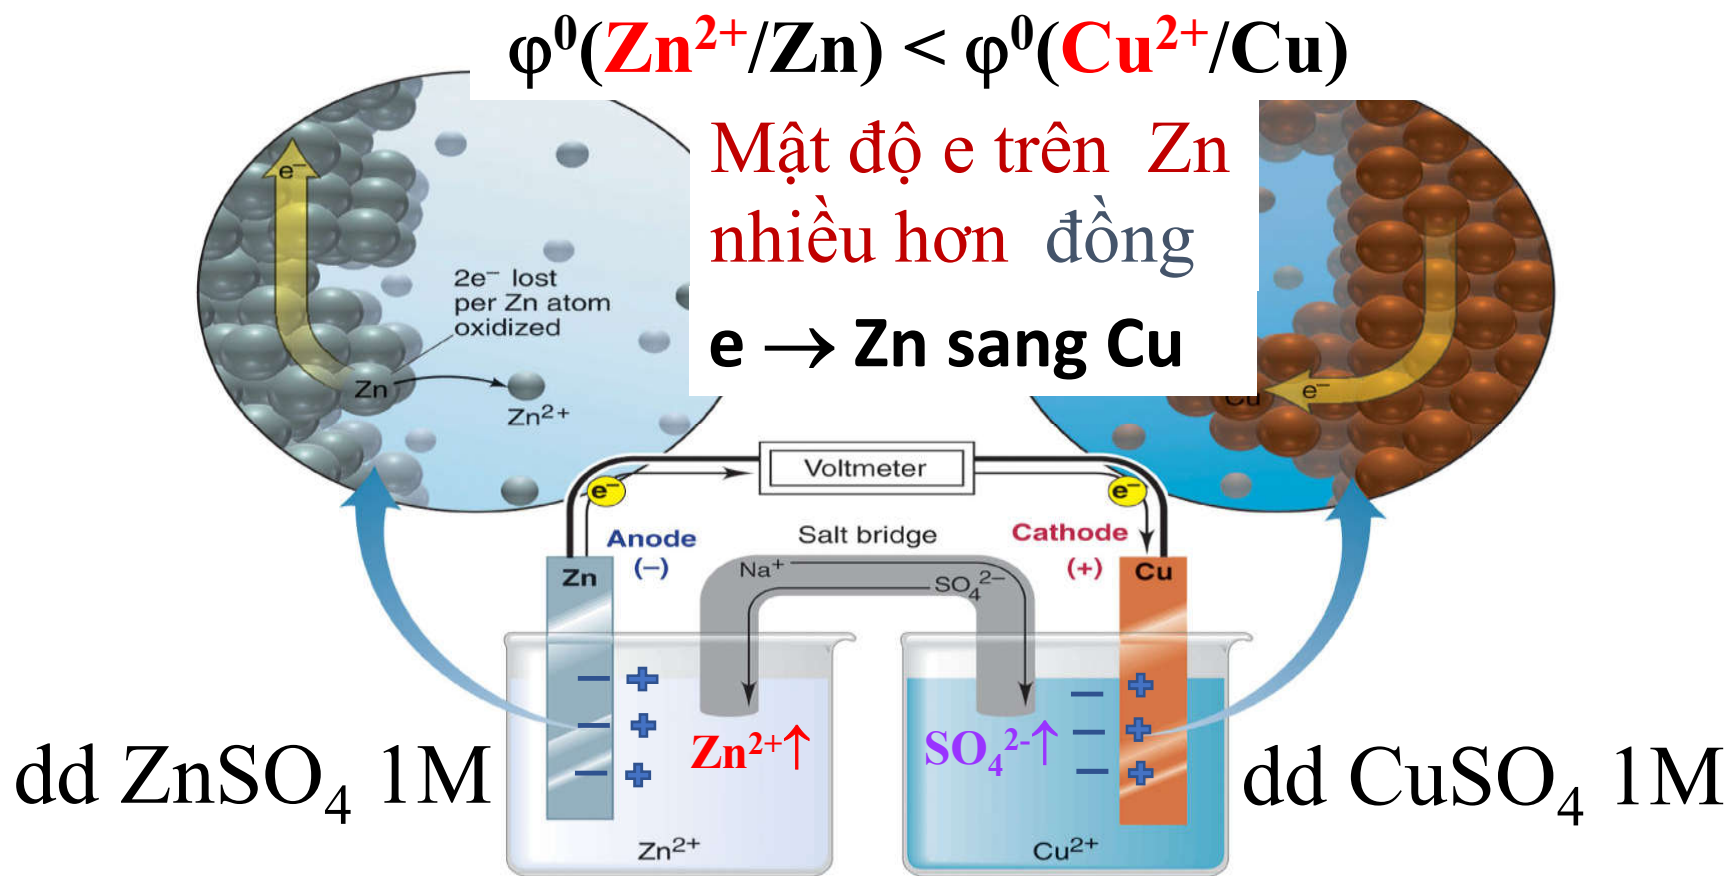 φ⁰(Zn²⁺/Zn) < φ⁰(Cu²⁺/Cu)
Mật độ e trên Zn
nhiều hơn đồng
e → Zn sang Cu
e⁻
2e⁻ lost
per Zn atom
oxidized
Zn
Zn²⁺
e⁻
Cu
Voltmeter
e⁻
e⁻
Anode
(–)
Salt bridge
Cathode
(+)
Zn
Na⁺
SO₄²⁻
Cu
Zn²⁺↑
SO₄²⁻↑
dd ZnSO₄ 1M
dd CuSO₄ 1M
Zn²⁺
Cu²⁺